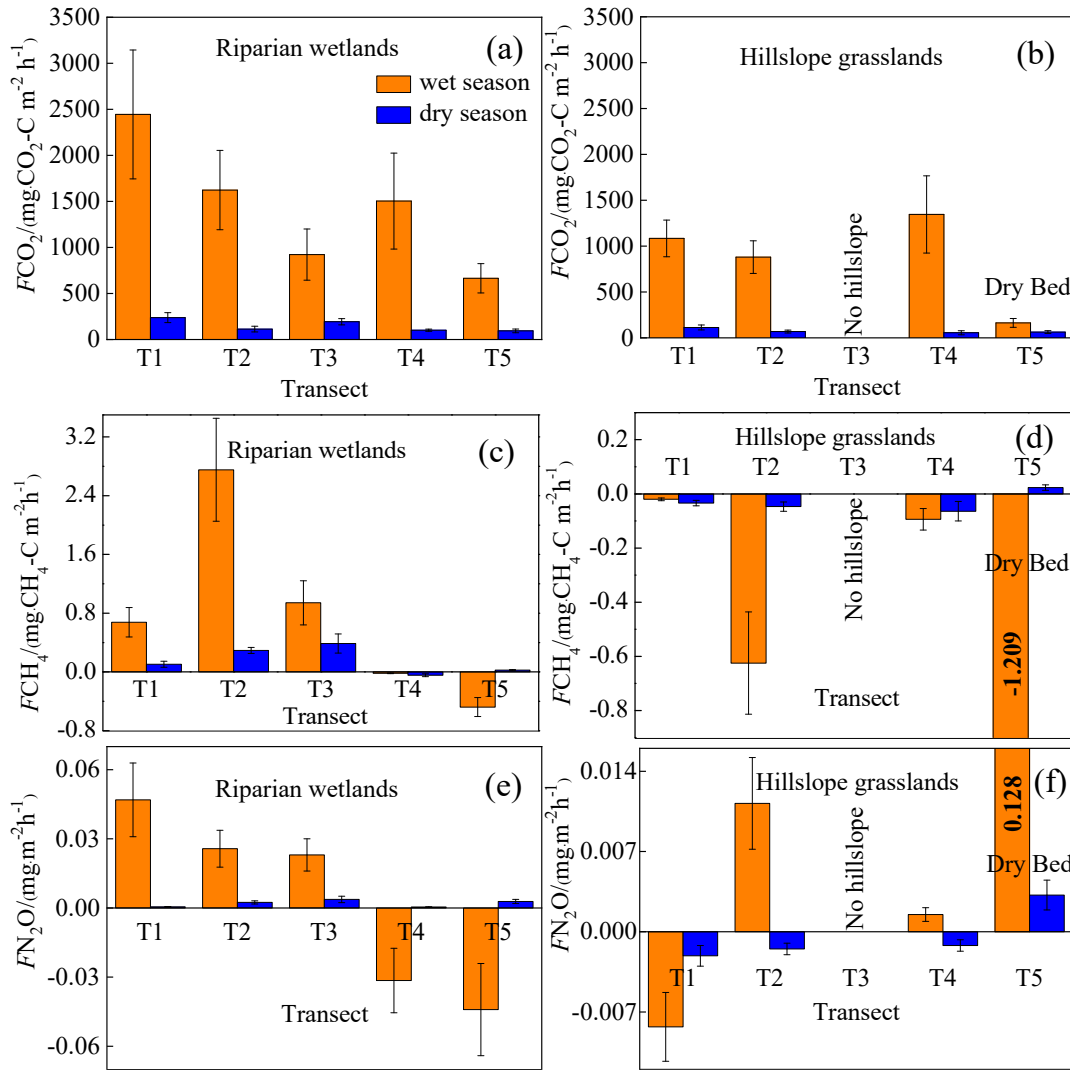 3500
3000
2500
2000
1500
1000
500
0
FCO₂/(mg.CO₂-C m⁻² h⁻¹)
Riparian wetlands
(a)
wet season
dry season
T1 T2 T3 T4 T5
Transect
3500
3000
2500
2000
1500
1000
500
0
FCO₂/(mg.CO₂-C m⁻² h⁻¹)
Hillslope grasslands
(b)
No hillslope
Dry Bed
T1 T2 T3 T4 T5
Transect
3.2
2.4
1.6
0.8
0.0
-0.8
FCH₄/(mg.CH₄-C m⁻²h⁻¹)
Riparian wetlands
(c)
T1 T2 T3 T4 T5
Transect
0.2
0.0
-0.2
-0.4
-0.6
-0.8
FCH₄/(mg.CH₄-C m⁻²h⁻¹)
Hillslope grasslands
(d)
T1 T2 T3 T4 T5
No hillslope
Dry Bed
-1.209
Transect
0.06
0.03
0.00
-0.03
-0.06
FN₂O/(mg.m⁻²h⁻¹)
Riparian wetlands
(e)
T1 T2 T3 T4 T5
Transect
0.014
0.007
0.000
-0.007
FN₂O/(mg.m⁻²h⁻¹)
Hillslope grasslands
(f)
No hillslope
0.128
Dry Bed
T1 T2 T3 T4 T5
Transect